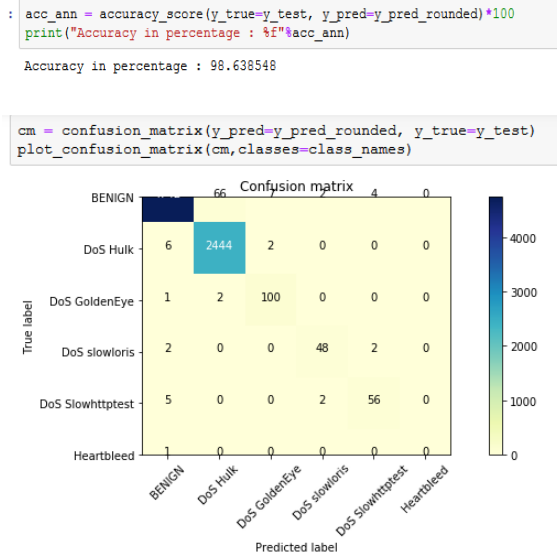 : acc_ann = accuracy_score(y_true=y_test, y_pred=y_pred_rounded)*100
print("Accuracy in percentage : %f"%acc_ann)
Accuracy in percentage : 98.638548
cm = confusion_matrix(y_pred=y_pred_rounded, y_true=y_test)
plot_confusion_matrix(cm,classes=class_names)
Confusion matrix
BENIGN 66 7 2 4 0
4000
DoS Hulk 6 2444 2 0 0 0
3000
DoS GoldenEye 1 2 100 0 0 0
True label
DoS slowloris 2 0 0 48 2 0
2000
DoS Slowhttptest 5 0 0 2 56 0
1000
Heartbleed 1 0 0 0 0 0
0
BENIGN
DoS Hulk
DoS GoldenEye
DoS slowloris
DoS Slowhttptest
Heartbleed
Predicted label